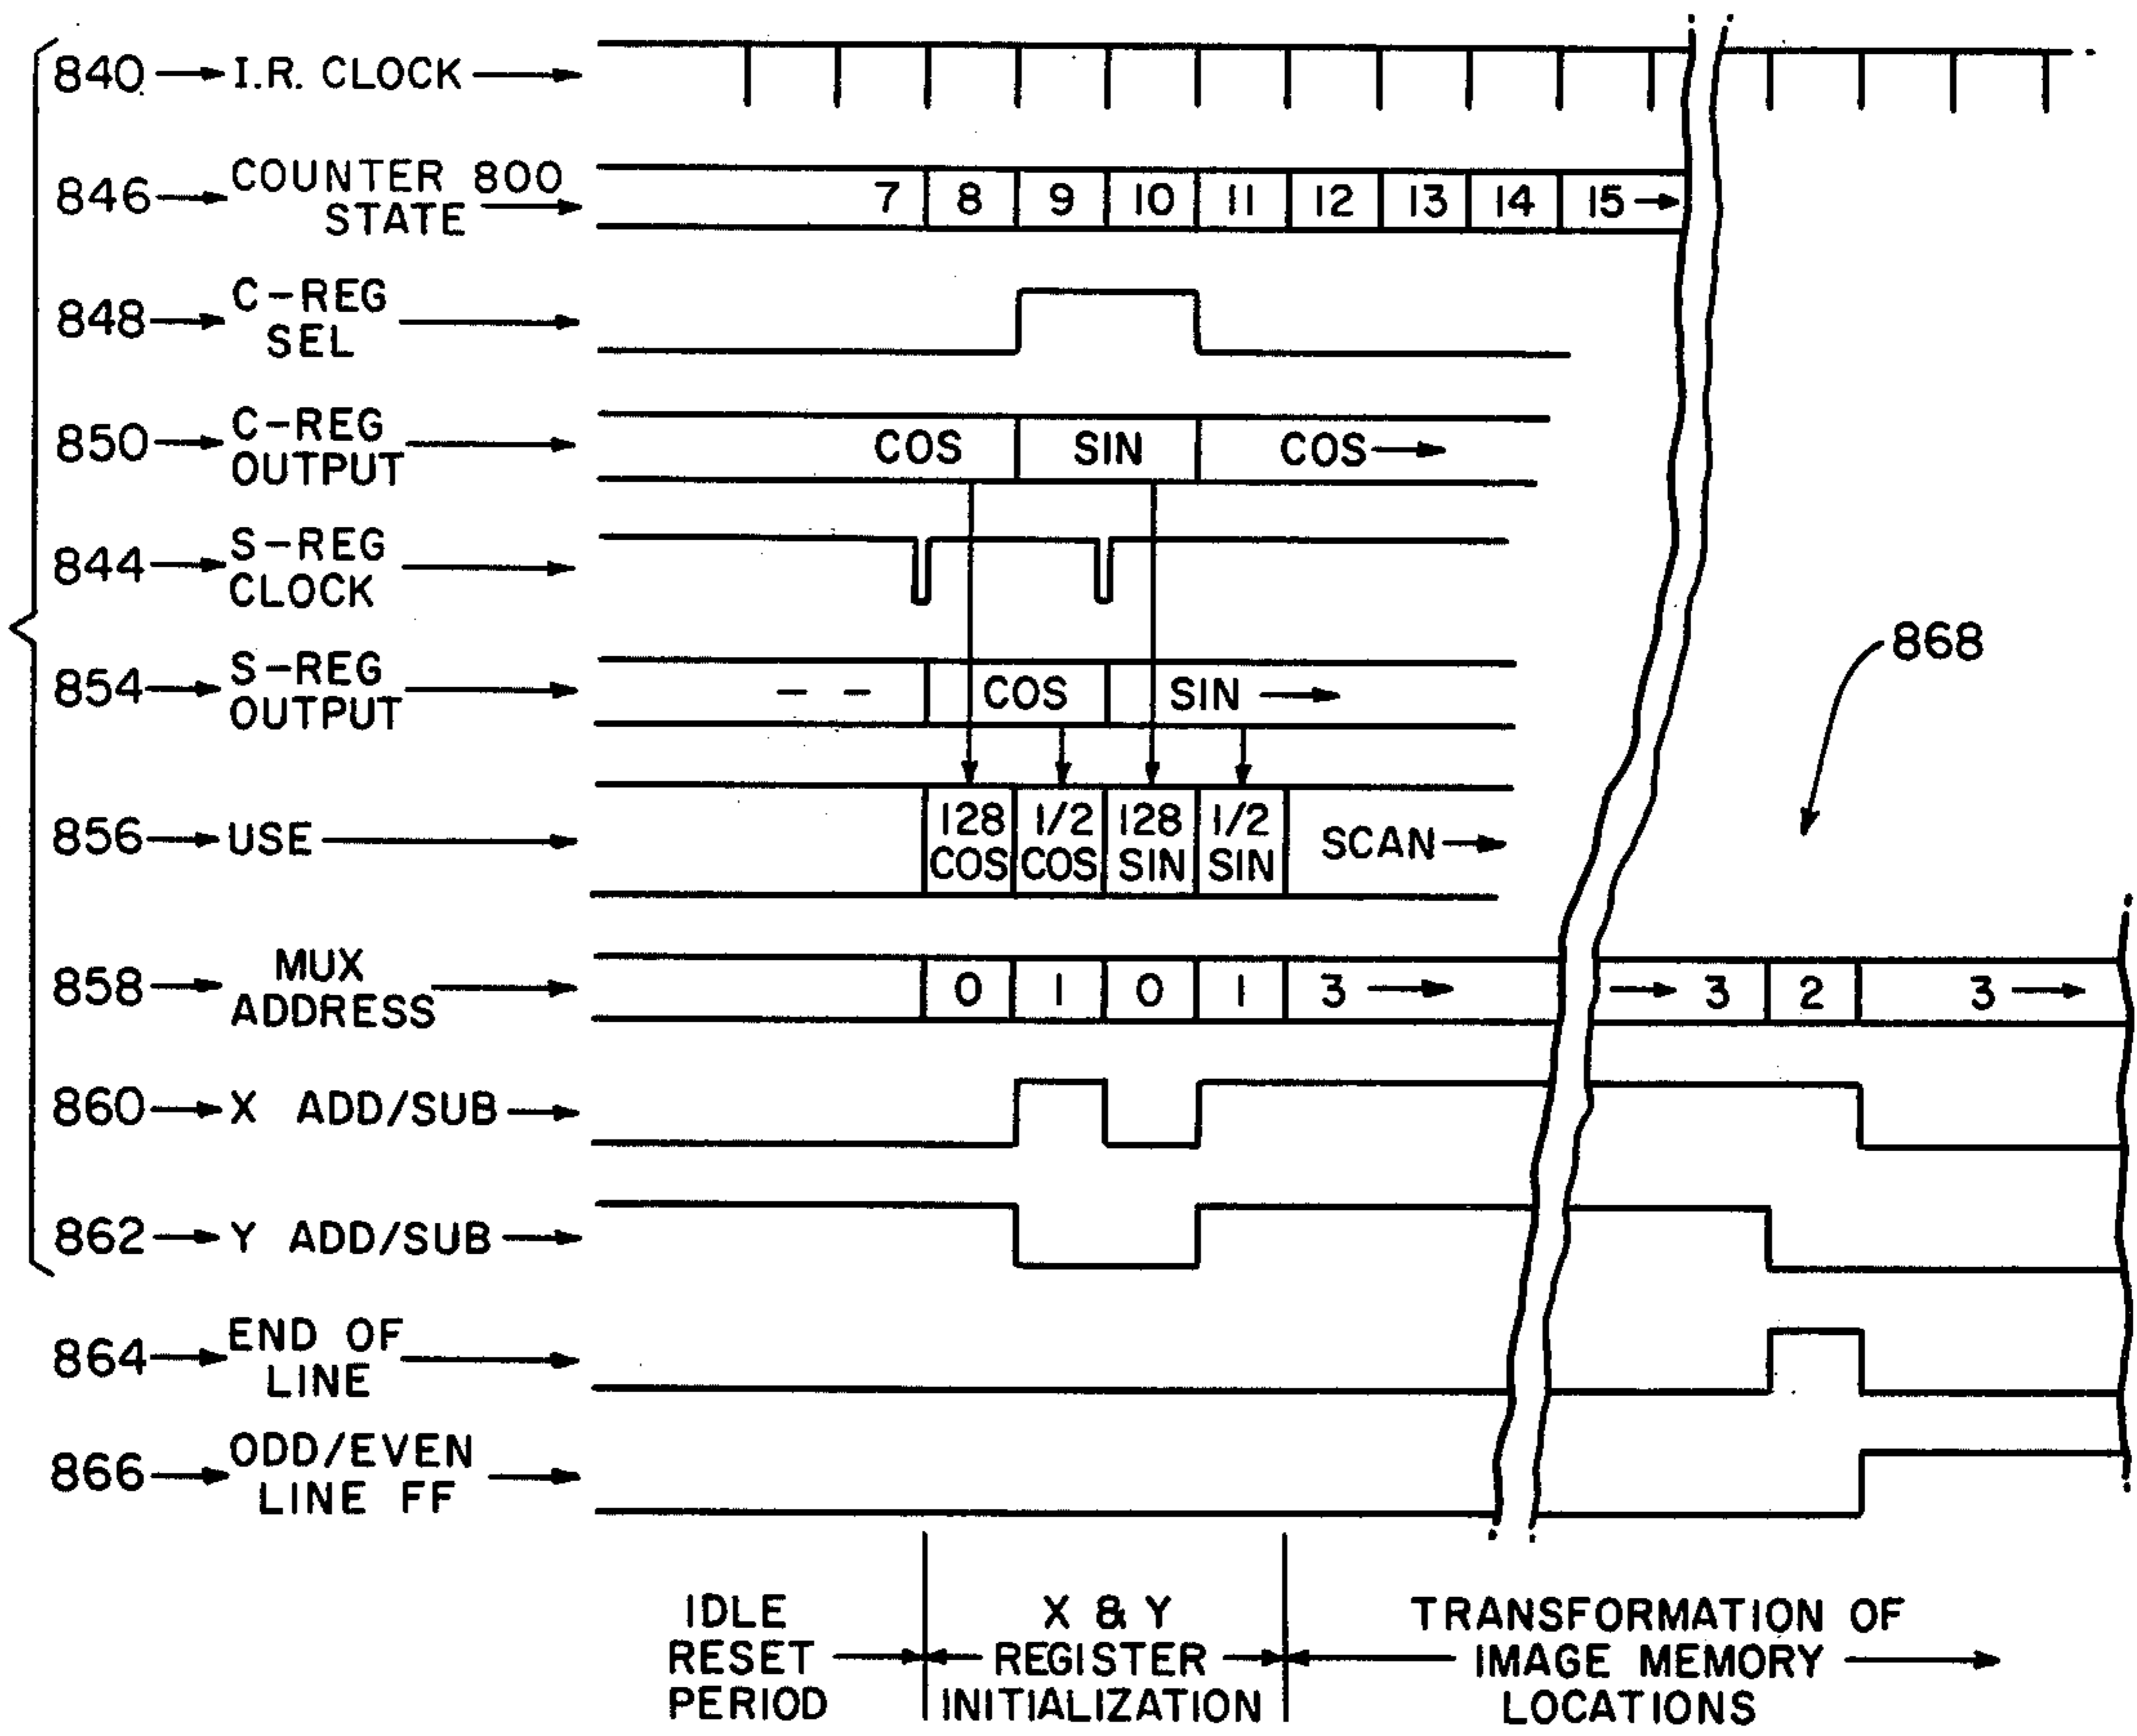 840 I.R. CLOCK
846 COUNTER 800
STATE
7 8 9 10 11 12 13 14 15
848 C-REG
SEL
850 C-REG
OUTPUT
COS SIN COS
844 S-REG
CLOCK
868
854 S-REG
OUTPUT
-- COS SIN
856 USE
128 1/2 128 1/2
COS COS SIN SIN
SCAN
858 MUX
ADDRESS
0 1 0 1 3 3 2 3
860 X ADD/SUB
862 Y ADD/SUB
864 END OF
LINE
866 ODD/EVEN
LINE FF
IDLE
RESET
PERIOD
X & Y
REGISTER
INITIALIZATION
TRANSFORMATION OF
IMAGE MEMORY
LOCATIONS